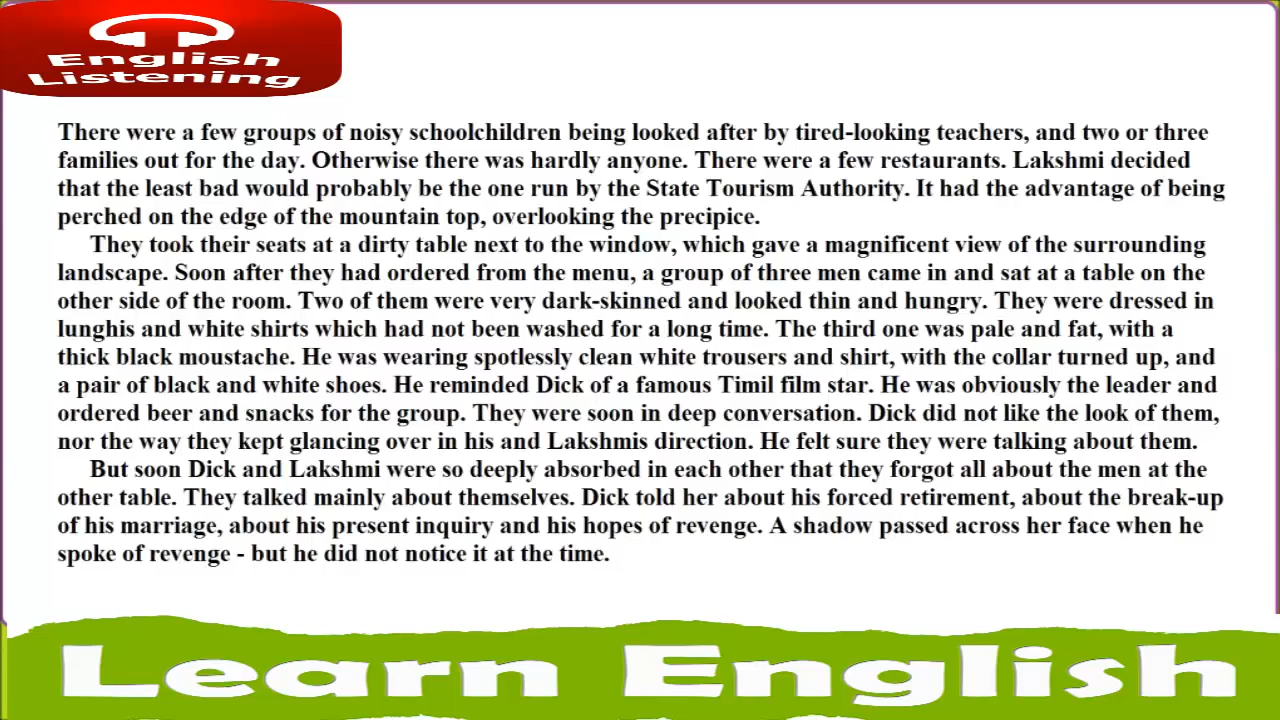 English
Listening
There were a few groups of noisy schoolchildren being looked after by tired-looking teachers, and two or three
families out for the day. Otherwise there was hardly anyone. There were a few restaurants. Lakshmi decided
that the least bad would probably be the one run by the State Tourism Authority. It had the advantage of being
perched on the edge of the mountain top, overlooking the precipice.
They took their seats at a dirty table next to the window, which gave a magnificent view of the surrounding
landscape. Soon after they had ordered from the menu, a group of three men came in and sat at a table on the
other side of the room. Two of them were very dark-skinned and looked thin and hungry. They were dressed in
lunghis and white shirts which had not been washed for a long time. The third one was pale and fat, with a
thick black moustache. He was wearing spotlessly clean white trousers and shirt, with the collar turned up, and
a pair of black and white shoes. He reminded Dick of a famous Timil film star. He was obviously the leader and
ordered beer and snacks for the group. They were soon in deep conversation. Dick did not like the look of them,
nor the way they kept glancing over in his and Lakshmis direction. He felt sure they were talking about them.
But soon Dick and Lakshmi were so deeply absorbed in each other that they forgot all about the men at the
other table. They talked mainly about themselves. Dick told her about his forced retirement, about the break-up
of his marriage, about his present inquiry and his hopes of revenge. A shadow passed across her face when he
spoke of revenge - but he did not notice it at the time.
Learn English